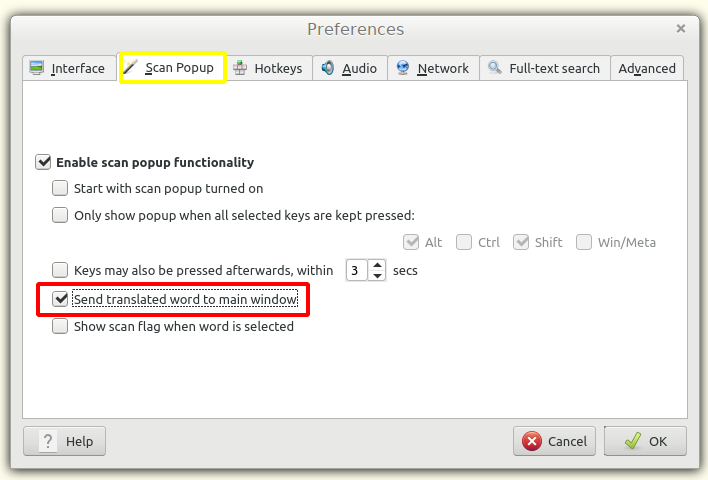 Preferences
Interface Scan Popup Hotkeys Audio Network Full-text search Advanced
Enable scan popup functionality
Start with scan popup turned on
Only show popup when all selected keys are kept pressed:
Alt Ctrl Shift Win/Meta
Keys may also be pressed afterwards, within 3 secs
Send translated word to main window
Show scan flag when word is selected
? Help Cancel OK